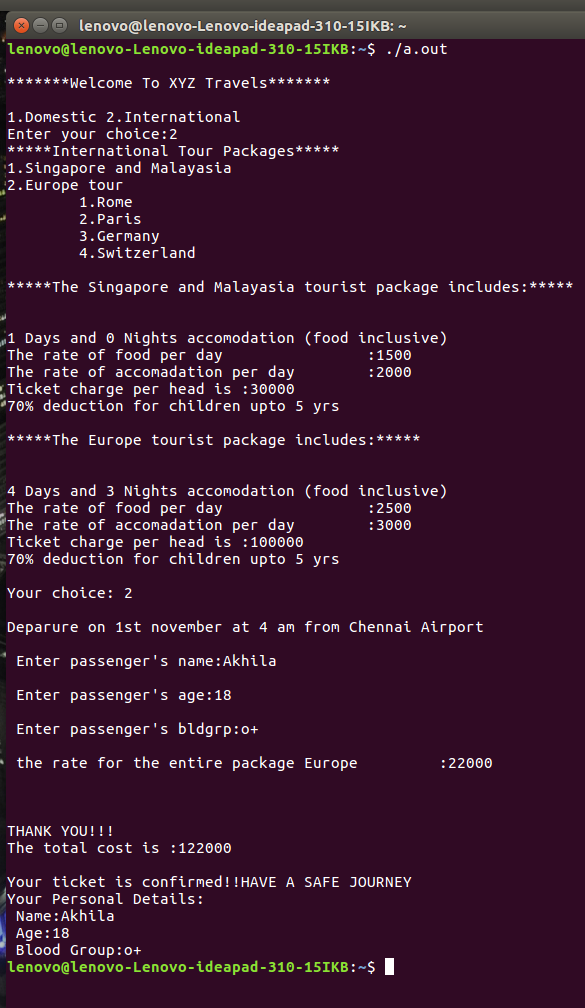 lenovo@lenovo-Lenovo-ideapad-310-15IKB: ~
lenovo@lenovo-Lenovo-ideapad-310-15IKB:~$ ./a.out
*******Welcome To XYZ Travels*******
1.Domestic 2.International
Enter your choice:2
*****International Tour Packages*****
1.Singapore and Malayasia
2.Europe tour
1.Rome
2.Paris
3.Germany
4.Switzerland
*****The Singapore and Malayasia tourist package includes:*****
1 Days and 0 Nights accomodation (food inclusive)
The rate of food per day :1500
The rate of accomadation per day :2000
Ticket charge per head is :30000
70% deduction for children upto 5 yrs
*****The Europe tourist package includes:*****
4 Days and 3 Nights accomodation (food inclusive)
The rate of food per day :2500
The rate of accomadation per day :3000
Ticket charge per head is :100000
70% deduction for children upto 5 yrs
Your choice: 2
Deparure on 1st november at 4 am from Chennai Airport
Enter passenger's name:Akhila
Enter passenger's age:18
Enter passenger's bldgrp:o+
the rate for the entire package Europe :22000
THANK YOU!!!
The total cost is :122000
Your ticket is confirmed!!HAVE A SAFE JOURNEY
Your Personal Details:
Name:Akhila
Age:18
Blood Group:o+
lenovo@lenovo-Lenovo-ideapad-310-15IKB:~$